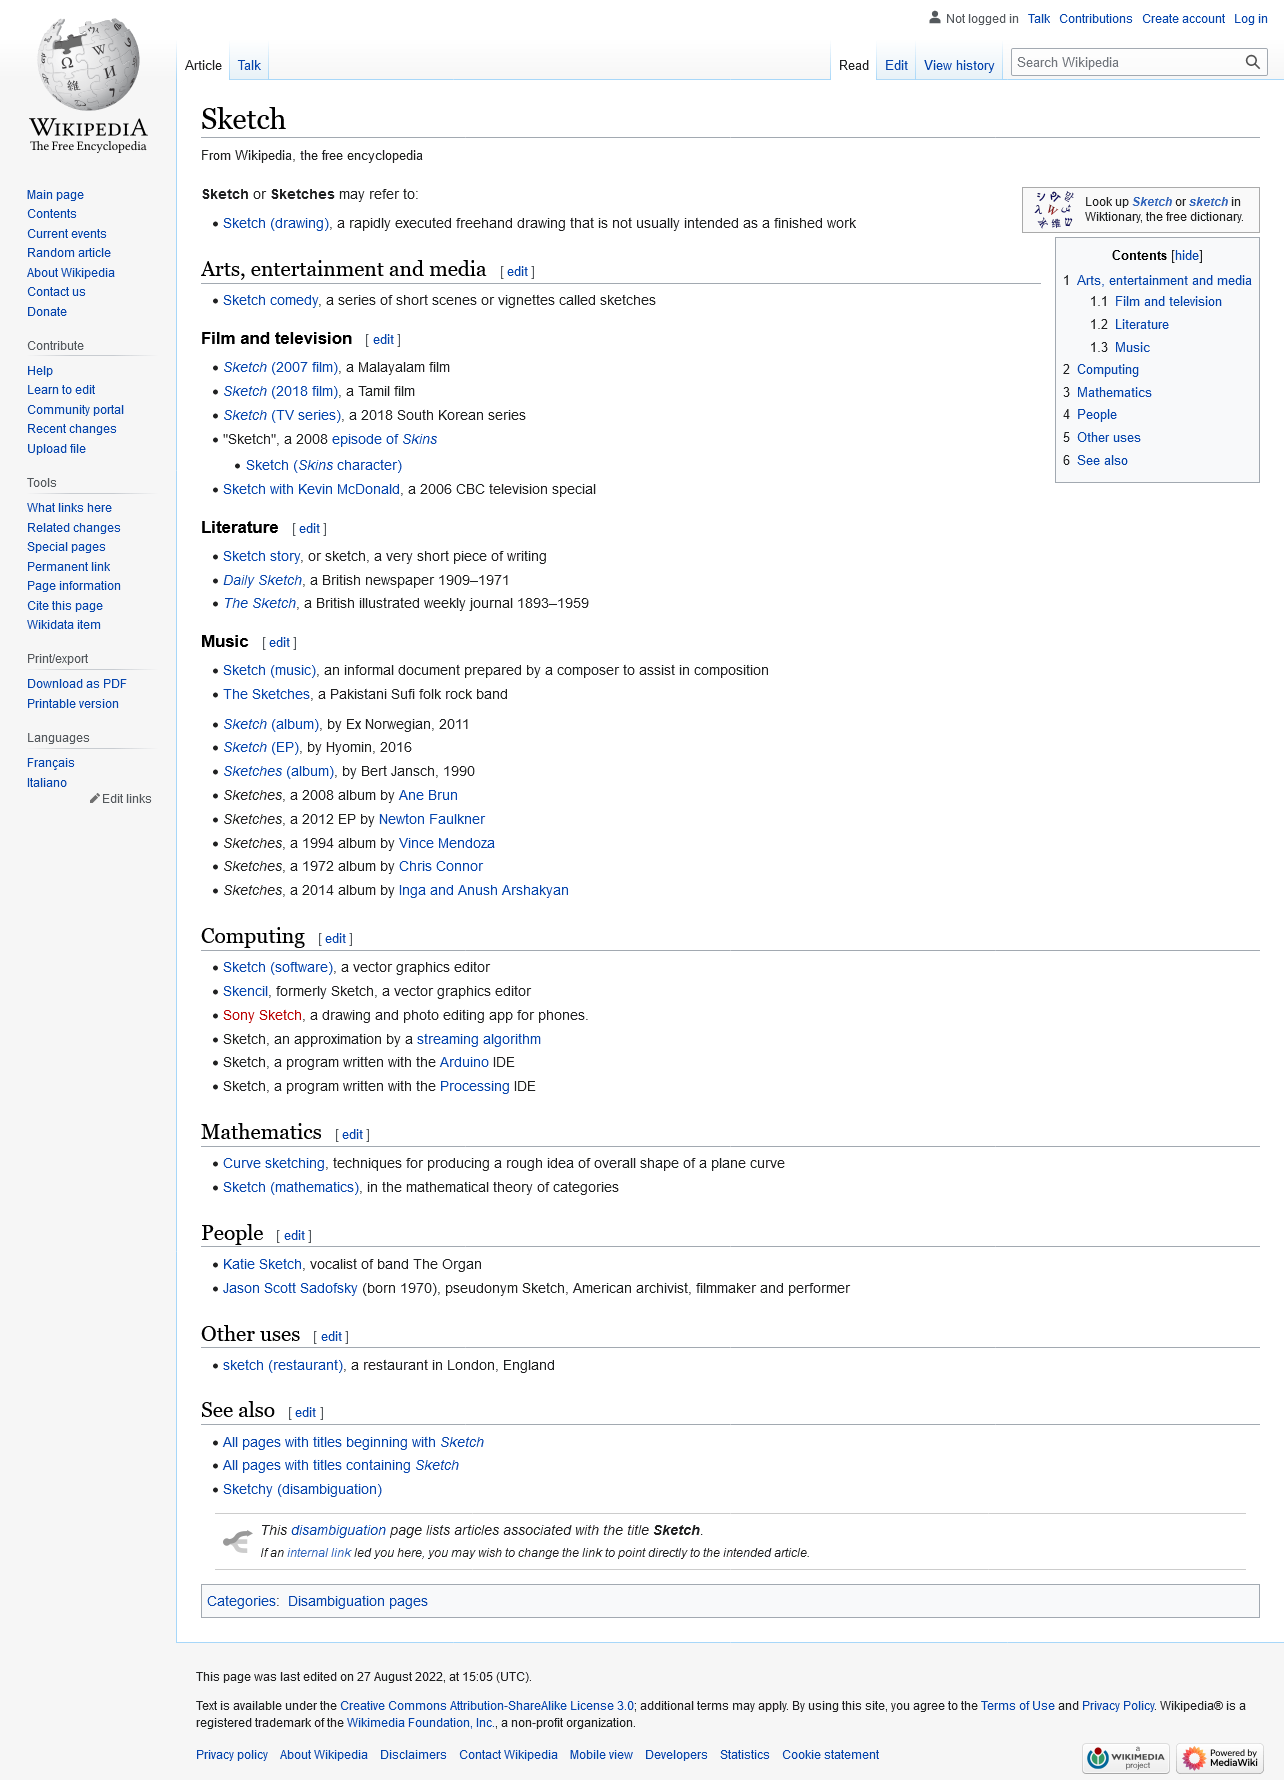 Not logged in Talk Contributions Create account Log in
Article Talk Read Edit View history Search Wikipedia
WIKIPEDIA
The Free Encyclopedia
Main page
Contents
Current events
Random article
About Wikipedia
Contact us
Donate
Contribute
Help
Learn to edit
Community portal
Recent changes
Upload file
Tools
What links here
Related changes
Special pages
Permanent link
Page information
Cite this page
Wikidata item
Print/export
Download as PDF
Printable version
Languages
Français
Italiano
Edit links
Sketch
From Wikipedia, the free encyclopedia
Sketch or Sketches may refer to:
Look up Sketch or sketch in
Wiktionary, the free dictionary.
• Sketch (drawing), a rapidly executed freehand drawing that is not usually intended as a finished work
Contents [hide]
1 Arts, entertainment and media
1.1 Film and television
1.2 Literature
1.3 Music
2 Computing
3 Mathematics
4 People
5 Other uses
6 See also
Arts, entertainment and media [ edit ]
• Sketch comedy, a series of short scenes or vignettes called sketches
Film and television [ edit ]
• Sketch (2007 film), a Malayalam film
• Sketch (2018 film), a Tamil film
• Sketch (TV series), a 2018 South Korean series
• "Sketch", a 2008 episode of Skins
• Sketch (Skins character)
• Sketch with Kevin McDonald, a 2006 CBC television special
Literature [ edit ]
• Sketch story, or sketch, a very short piece of writing
• Daily Sketch, a British newspaper 1909–1971
• The Sketch, a British illustrated weekly journal 1893–1959
Music [ edit ]
• Sketch (music), an informal document prepared by a composer to assist in composition
• The Sketches, a Pakistani Sufi folk rock band
• Sketch (album), by Ex Norwegian, 2011
• Sketch (EP), by Hyomin, 2016
• Sketches (album), by Bert Jansch, 1990
• Sketches, a 2008 album by Ane Brun
• Sketches, a 2012 EP by Newton Faulkner
• Sketches, a 1994 album by Vince Mendoza
• Sketches, a 1972 album by Chris Connor
• Sketches, a 2014 album by Inga and Anush Arshakyan
Computing [ edit ]
• Sketch (software), a vector graphics editor
• Skencil, formerly Sketch, a vector graphics editor
• Sony Sketch, a drawing and photo editing app for phones.
• Sketch, an approximation by a streaming algorithm
• Sketch, a program written with the Arduino IDE
• Sketch, a program written with the Processing IDE
Mathematics [ edit ]
• Curve sketching, techniques for producing a rough idea of overall shape of a plane curve
• Sketch (mathematics), in the mathematical theory of categories
People [ edit ]
• Katie Sketch, vocalist of band The Organ
• Jason Scott Sadofsky (born 1970), pseudonym Sketch, American archivist, filmmaker and performer
Other uses [ edit ]
• sketch (restaurant), a restaurant in London, England
See also [ edit ]
• All pages with titles beginning with Sketch
• All pages with titles containing Sketch
• Sketchy (disambiguation)
This disambiguation page lists articles associated with the title Sketch.
If an internal link led you here, you may wish to change the link to point directly to the intended article.
Categories: Disambiguation pages
This page was last edited on 27 August 2022, at 15:05 (UTC).
Text is available under the Creative Commons Attribution-ShareAlike License 3.0; additional terms may apply. By using this site, you agree to the Terms of Use and Privacy Policy. Wikipedia® is a
registered trademark of the Wikimedia Foundation, Inc., a non-profit organization.
Privacy policy About Wikipedia Disclaimers Contact Wikipedia Mobile view Developers Statistics Cookie statement
a
WIKIMEDIA
project
Powered by
MediaWiki